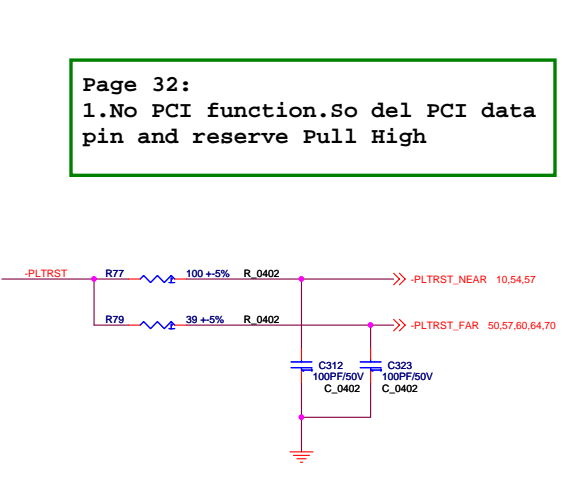 Page 32:
1.No PCI function.So del PCI data
pin and reserve Pull High
-PLTRST
R77 100 +-5% R_0402
-PLTRST_NEAR 10,54,57
R79 39 +-5% R_0402
-PLTRST_FAR 50,57,60,64,70
C312
100PF/50V
C_0402
C323
100PF/50V
C_0402